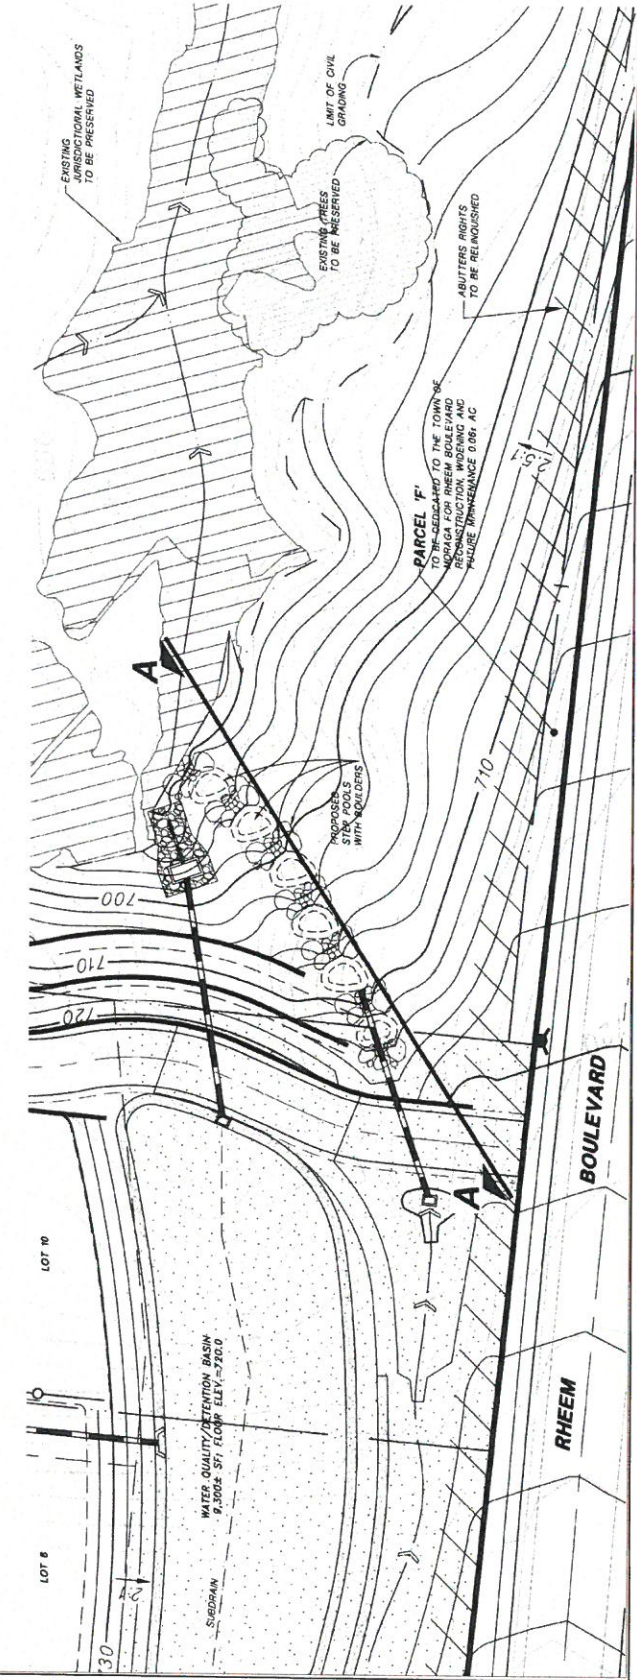 EXISTING
JURISDICTIONAL WETLANDS
TO BE PRESERVED
LIMIT OF CIVIL
GRADING
EXISTING TREES
TO BE PRESERVED
ABUTTERS RIGHTS
TO BE RELINQUISHED
PARCEL 'F'
TO BE DEDICATED TO THE TOWN OF
MORAGA FOR RHEEM BOULEVARD
RECONSTRUCTION, WIDENING AND
FUTURE MAINTENANCE 0.06± AC
2.5:1
A
PROPOSED
STEP POOLS
WITH BOULDERS
710
700
710
720
A
BOULEVARD
RHEEM
LOT 10
WATER QUALITY/DETENTION BASIN
9,300± SF; FLOOR ELEV.=720.0
LOT 8
SUBDRAIN
2:1
30